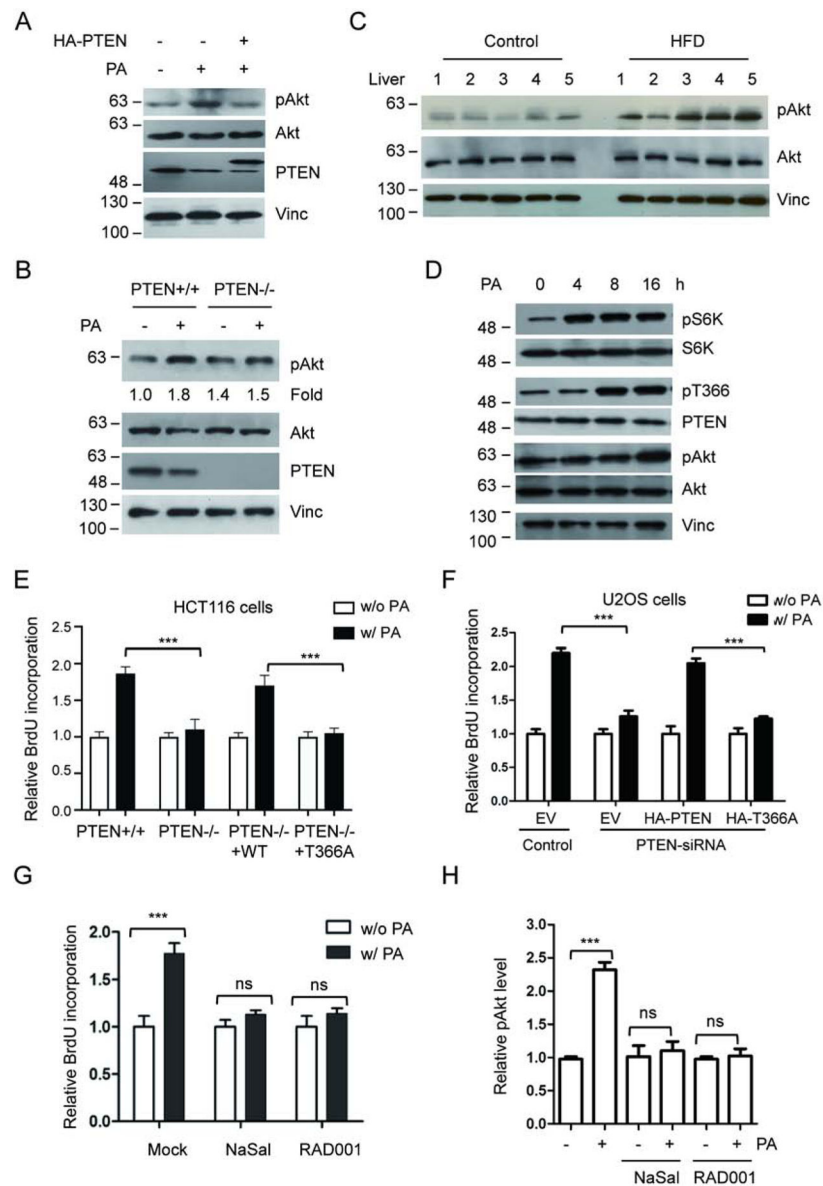 A
HA-PTEN - - +
PA - + +
63 pAkt
63 Akt
48 PTEN
130
100 Vinc
B
PTEN+/+ PTEN-/-
PA - + - +
63 pAkt
1.0 1.8 1.4 1.5 Fold
63 Akt
63
48 PTEN
130
100 Vinc
C
Control HFD
Liver 1 2 3 4 5 1 2 3 4 5
63 pAkt
63 Akt
130
100 Vinc
D
PA 0 4 8 16 h
48 pS6K
S6K
48 pT366
48 PTEN
pAkt
63 Akt
130
100 Vinc
E
HCT116 cells
w/o PA
w/ PA
Relative BrdU incorporation
2.0
1.5
1.0
0.5
0.0
***
***
PTEN+/+ PTEN-/- PTEN-/- PTEN-/-
+WT +T366A
F
U2OS cells
w/o PA
w/ PA
Relative BrdU incorporation
2.5
2.0
1.5
1.0
0.5
0.0
***
***
EV EV HA-PTEN HA-T366A
Control PTEN-siRNA
G
w/o PA
w/ PA
Relative BrdU incorporation
2.0
1.5
1.0
0.5
0.0
***
ns
ns
Mock NaSal RAD001
H
Relative pAkt level
3.0
2.5
2.0
1.5
1.0
0.5
0.0
***
ns
ns
- + - + - + PA
NaSal RAD001